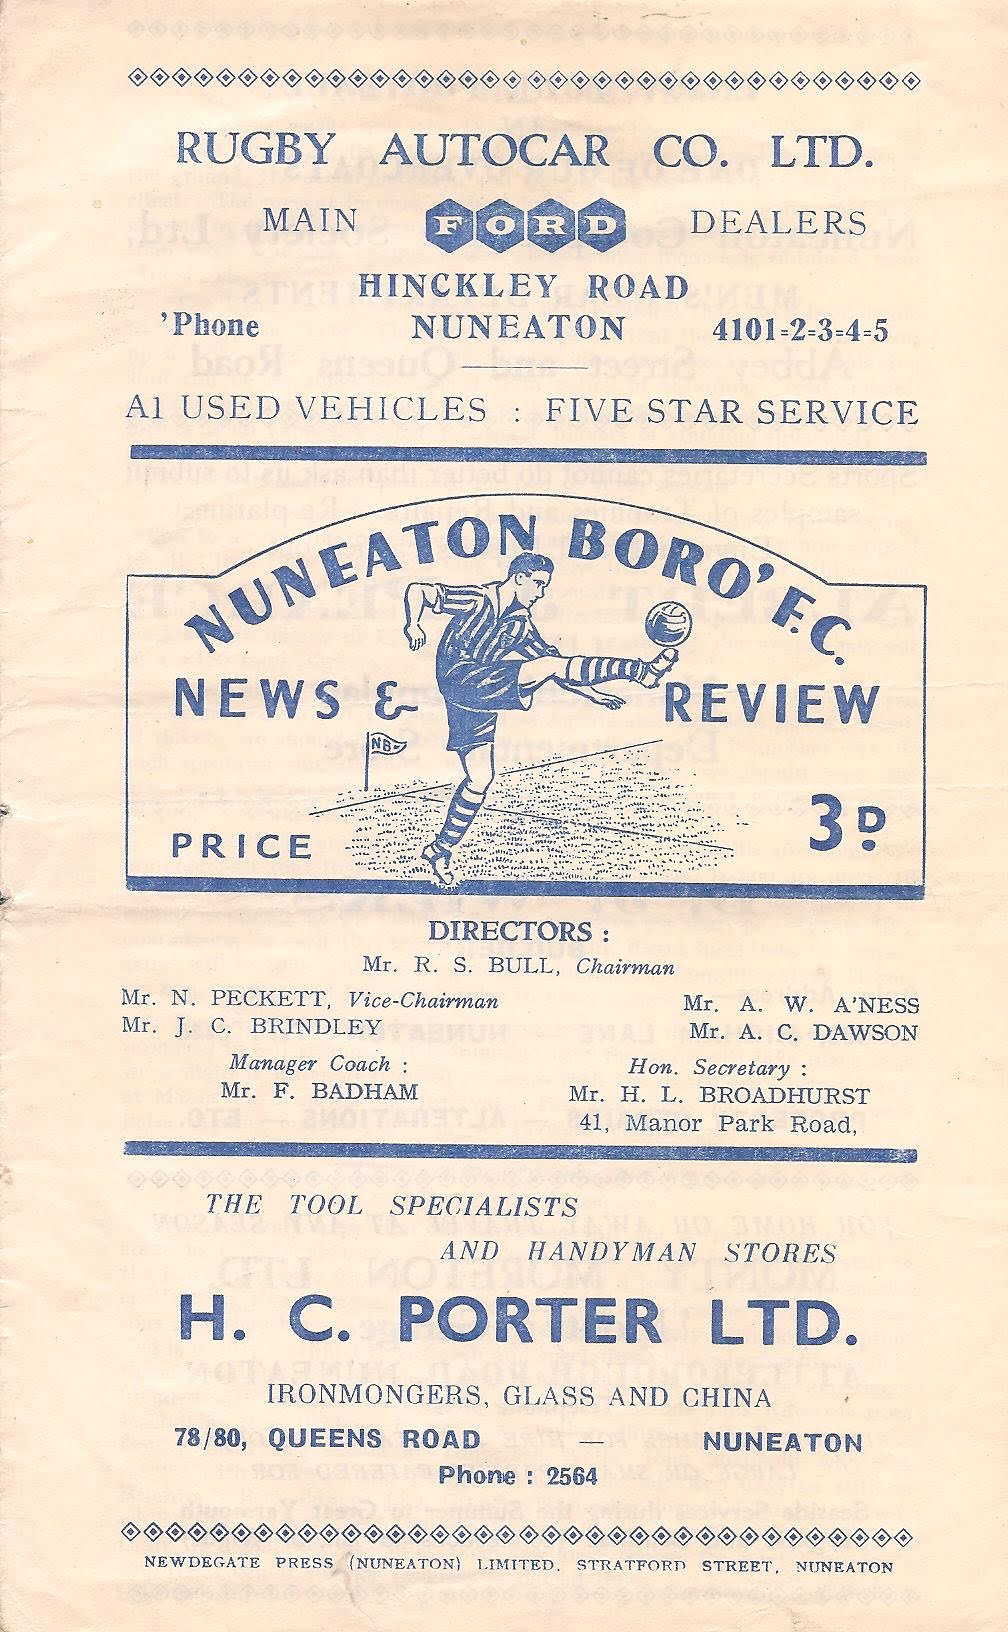 RUGBY AUTOCAR CO. LTD.
MAIN FORD DEALERS
HINCKLEY ROAD
'Phone NUNEATON 4101=2=3=4=5
A1 USED VEHICLES : FIVE STAR SERVICE
NUNEATON BORO' F.C.
NEWS & REVIEW
NB
PRICE 3D
DIRECTORS :
Mr. R. S. BULL, Chairman
Mr. N. PECKETT, Vice-Chairman Mr. A. W. A'NESS
Mr. J. C. BRINDLEY Mr. A. C. DAWSON
Manager Coach : Hon. Secretary :
Mr. F. BADHAM Mr. H. L. BROADHURST
41, Manor Park Road,
THE TOOL SPECIALISTS
AND HANDYMAN STORES
H. C. PORTER LTD.
IRONMONGERS, GLASS AND CHINA
78/80, QUEENS ROAD — NUNEATON
Phone : 2564
NEWDEGATE PRESS (NUNEATON) LIMITED, STRATFORD STREET, NUNEATON